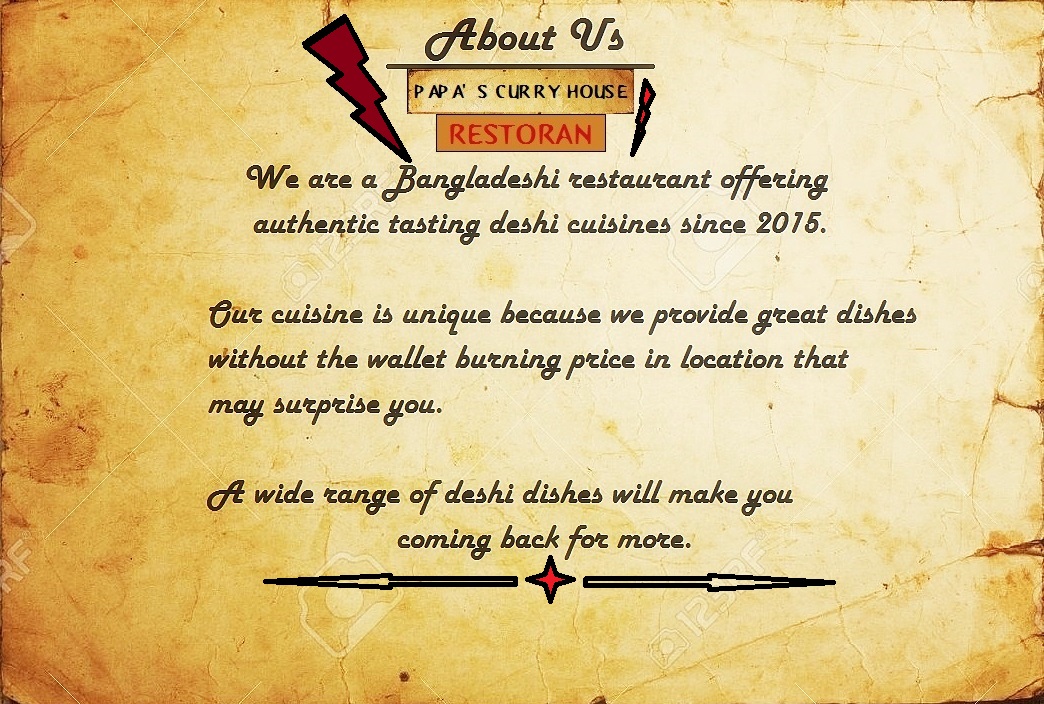 About Us
PAPA'S CURRY HOUSE
RESTORAN
We are a Bangladeshi restaurant offering
authentic tasting deshi cuisines since 2015.
Our cuisine is unique because we provide great dishes
without the wallet burning price in location that
may surprise you.
A wide range of deshi dishes will make you
coming back for more.